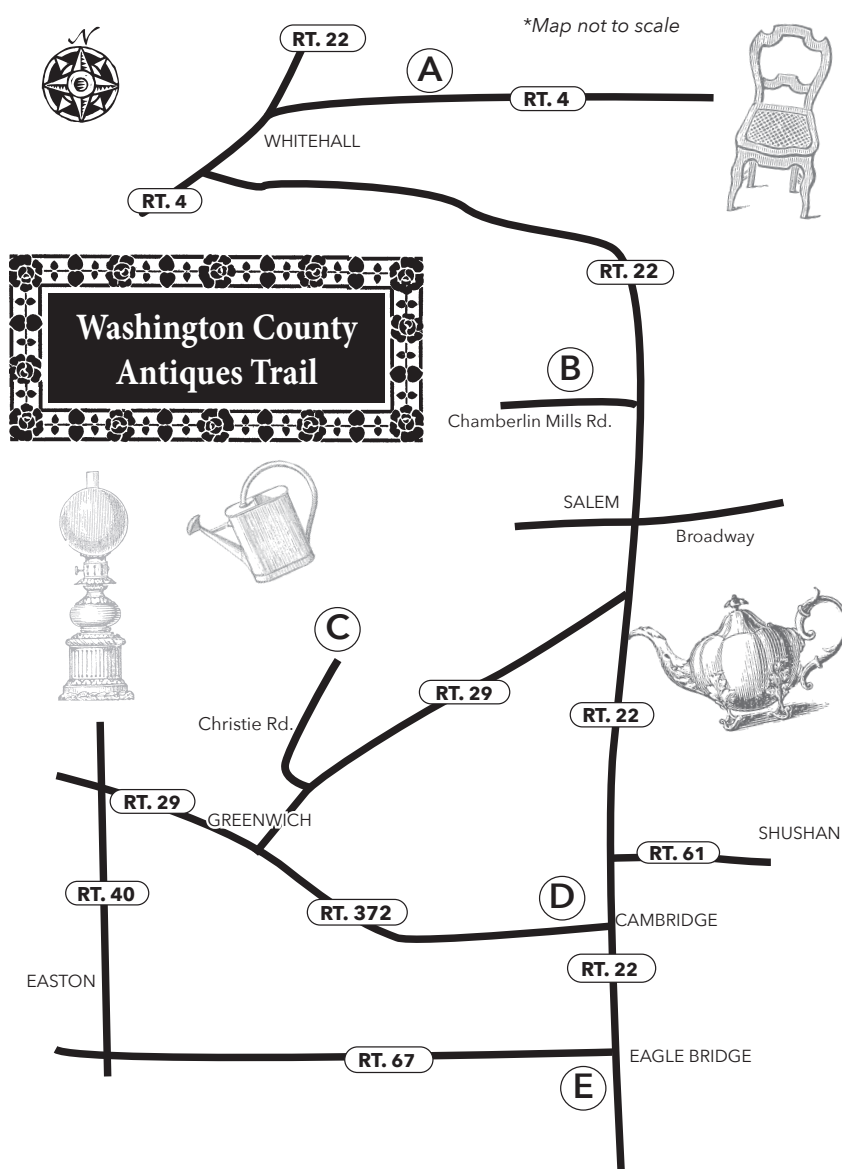 N
RT. 22
*Map not to scale
A
RT. 4
WHITEHALL
RT. 4
RT. 22
Washington County
Antiques Trail
B
Chamberlin Mills Rd.
SALEM
Broadway
C
RT. 29
Christie Rd.
RT. 22
RT. 29
GREENWICH
SHUSHAN
RT. 61
RT. 40
D
RT. 372
CAMBRIDGE
RT. 22
EASTON
RT. 67
EAGLE BRIDGE
E